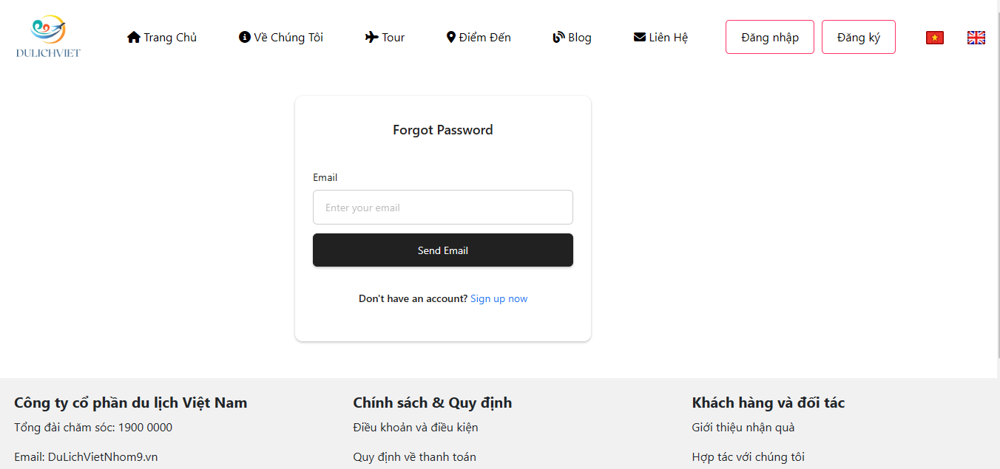 DULICHVIET
Trang Chủ Về Chúng Tôi Tour Điểm Đến Blog Liên Hệ Đăng nhập Đăng ký
Forgot Password
Email
Enter your email
Send Email
Don't have an account? Sign up now
Công ty cổ phần du lịch Việt Nam
Tổng đài chăm sóc: 1900 0000
Email: DuLichVietNhom9.vn
Chính sách & Quy định
Điều khoản và điều kiện
Quy định về thanh toán
Khách hàng và đối tác
Giới thiệu nhận quà
Hợp tác với chúng tôi